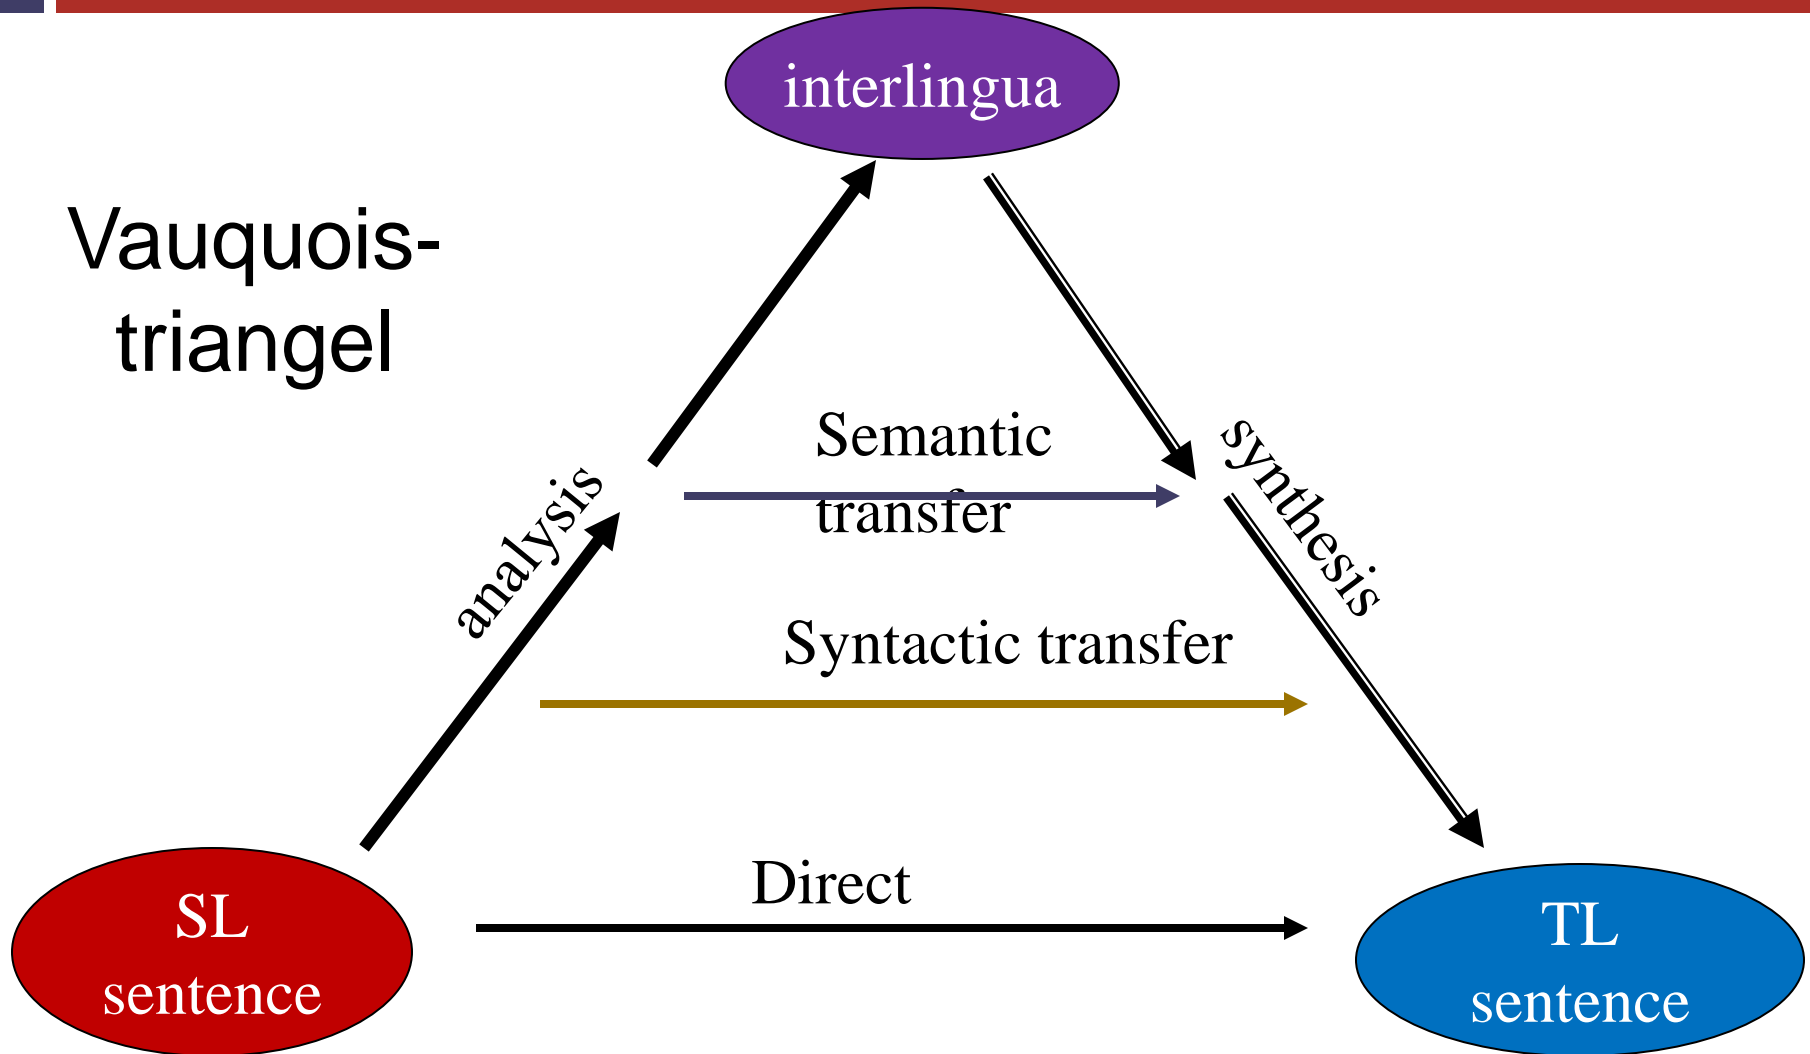 interlingua
Vauquois-
triangel
Semantic
transfer
analysis
synthesis
Syntactic transfer
Direct
SL
sentence
TL
sentence